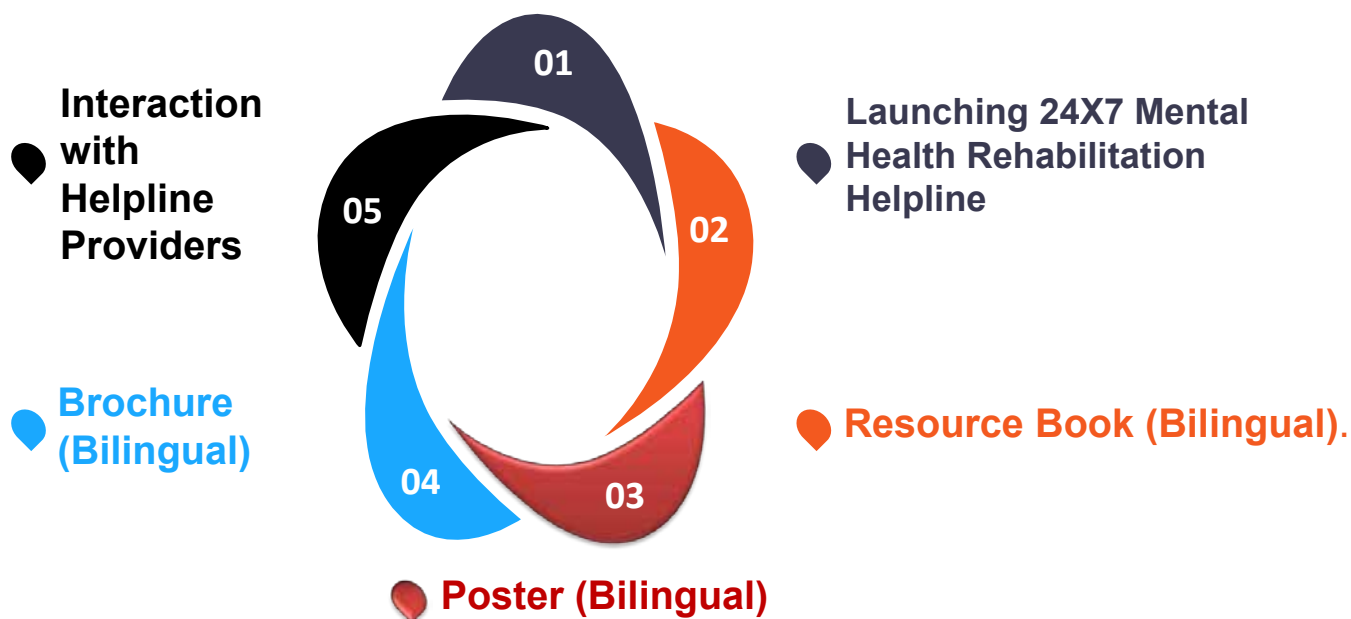 01
Launching 24X7 Mental
Health Rehabilitation
Helpline
02
Resource Book (Bilingual).
03
Poster (Bilingual)
04
Brochure
(Bilingual)
05
Interaction
with
Helpline
Providers